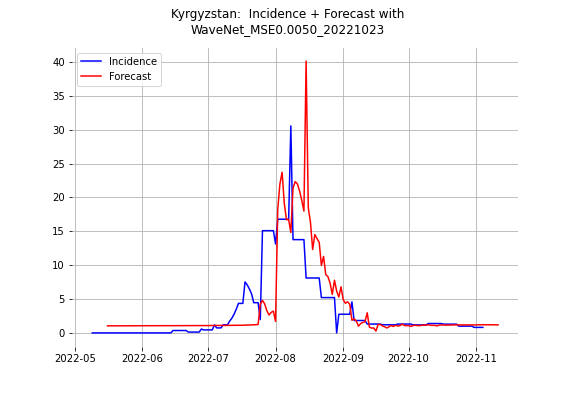 Kyrgyzstan:  Incidence + Forecast with
WaveNet_MSE0.0050_20221023
Incidence
Forecast
40
35
30
25
20
15
10
5
0
2022-05 2022-06 2022-07 2022-08 2022-09 2022-10 2022-11